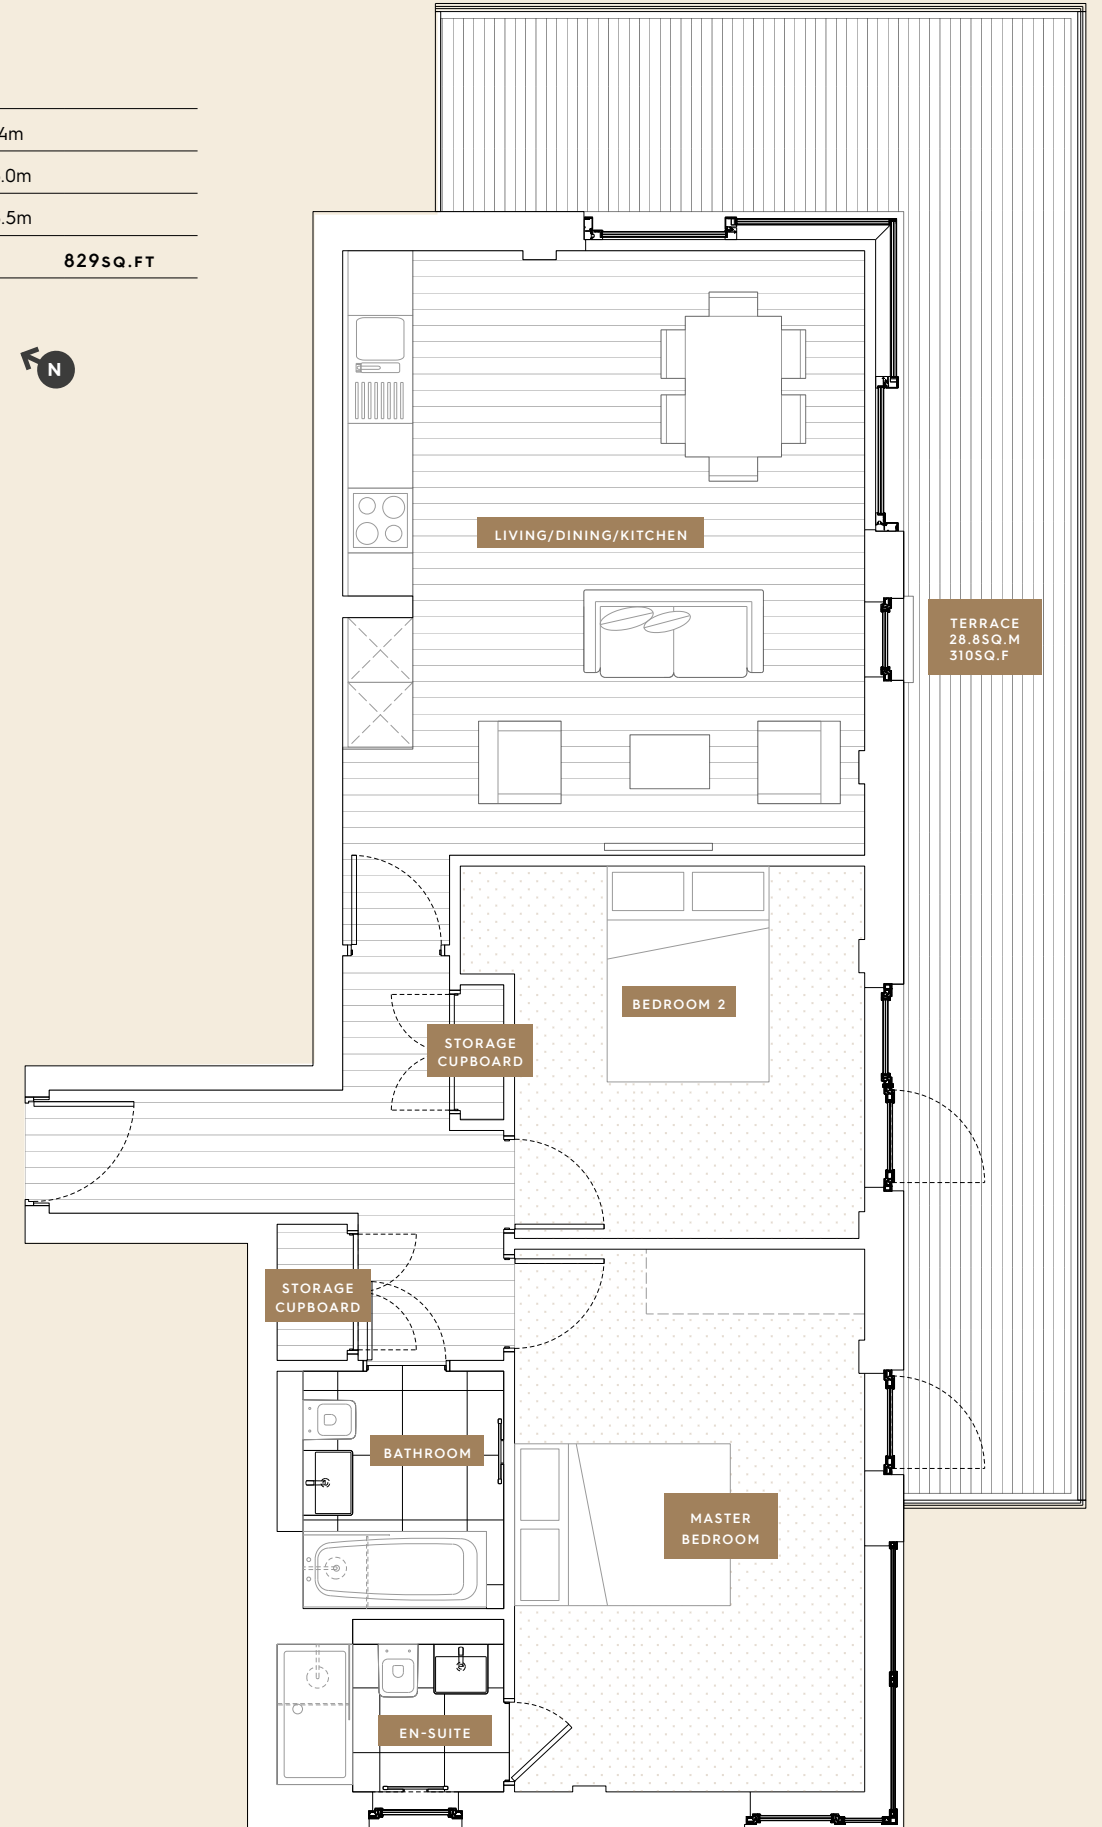 4m
.0m
.5m
829SQ.FT
N
LIVING/DINING/KITCHEN
TERRACE
28.8SQ.M
310SQ.F
BEDROOM 2
STORAGE
CUPBOARD
STORAGE
CUPBOARD
BATHROOM
MASTER
BEDROOM
EN-SUITE